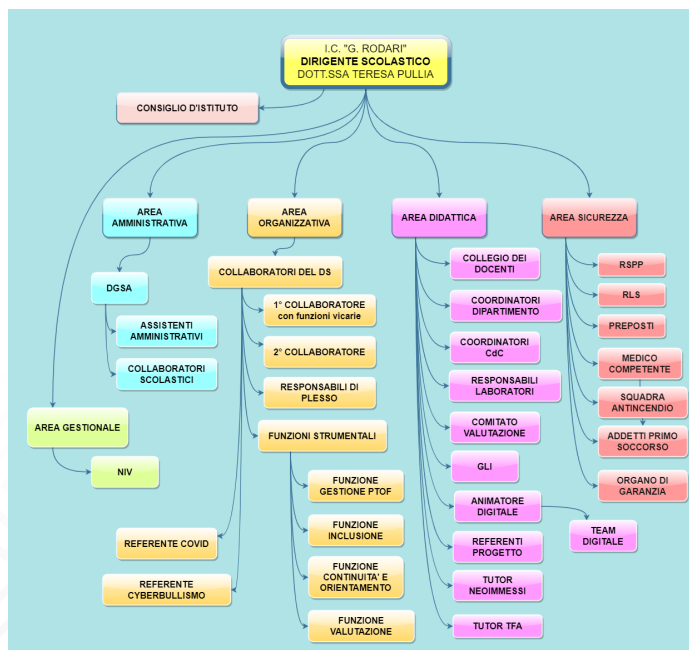 I.C. "G. RODARI"
DIRIGENTE SCOLASTICO
DOTT.SSA TERESA PULLIA
CONSIGLIO D'ISTITUTO
AREA
AMMINISTRATIVA
DGSA
ASSISTENTI
AMMINISTRATIVI
COLLABORATORI
SCOLASTICI
AREA GESTIONALE
NIV
AREA
ORGANIZZATIVA
COLLABORATORI DEL DS
1° COLLABORATORE
con funzioni vicarie
2° COLLABORATORE
RESPONSABILI DI
PLESSO
FUNZIONI STRUMENTALI
FUNZIONE
GESTIONE PTOF
FUNZIONE
INCLUSIONE
FUNZIONE
CONTINUITA' E
ORIENTAMENTO
FUNZIONE
VALUTAZIONE
REFERENTE COVID
REFERENTE
CYBERBULLISMO
AREA DIDATTICA
COLLEGIO DEI
DOCENTI
COORDINATORI
DIPARTIMENTO
COORDINATORI
CdC
RESPONSABILI
LABORATORI
COMITATO
VALUTAZIONE
GLI
ANIMATORE
DIGITALE
TEAM
DIGITALE
REFERENTI
PROGETTO
TUTOR
NEOIMMESSI
TUTOR TFA
AREA SICUREZZA
RSPP
RLS
PREPOSTI
MEDICO
COMPETENTE
SQUADRA
ANTINCENDIO
ADDETTI PRIMO
SOCCORSO
ORGANO DI
GARANZIA